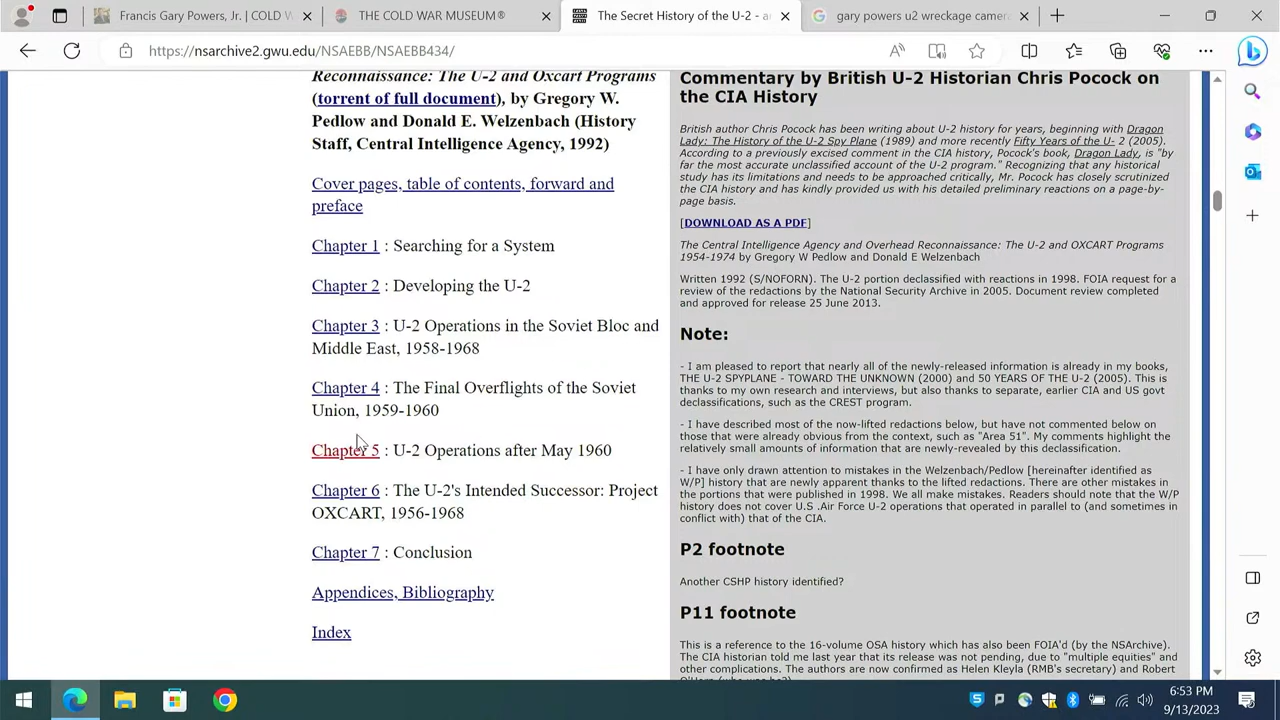 Francis Gary Powers, Jr. | COLD W
THE COLD WAR MUSEUM®
The Secret History of the U-2 - a
gary powers u2 wreckage camer
https://nsarchive2.gwu.edu/NSAEBB/NSAEBB434/
Reconnaissance: The U-2 and Oxcart Programs
(torrent of full document), by Gregory W.
Pedlow and Donald E. Welzenbach (History
Staff, Central Intelligence Agency, 1992)
Cover pages, table of contents, forward and
preface
Chapter 1 : Searching for a System
Chapter 2 : Developing the U-2
Chapter 3 : U-2 Operations in the Soviet Bloc and
Middle East, 1958-1968
Chapter 4 : The Final Overflights of the Soviet
Union, 1959-1960
Chapter 5 : U-2 Operations after May 1960
Chapter 6 : The U-2's Intended Successor: Project
OXCART, 1956-1968
Chapter 7 : Conclusion
Appendices, Bibliography
Index
Commentary by British U-2 Historian Chris Pocock on
the CIA History
British author Chris Pocock has been writing about U-2 history for years, beginning with Dragon
Lady: The History of the U-2 Spy Plane (1989) and more recently Fifty Years of the U- 2 (2005).
According to a previously excised comment in the CIA history, Pocock's book, Dragon Lady, is "by
far the most accurate unclassified account of the U-2 program." Recognizing that any historical
study has its limitations and needs to be approached critically, Mr. Pocock has closely scrutinized
the CIA history and has kindly provided us with his detailed preliminary reactions on a page-by-
page basis.
[DOWNLOAD AS A PDF]
The Central Intelligence Agency and Overhead Reconnaissance: The U-2 and OXCART Programs
1954-1974 by Gregory W Pedlow and Donald E Welzenbach
Written 1992 (S/NOFORN). The U-2 portion declassified with reactions in 1998. FOIA request for a
review of the redactions by the National Security Archive in 2005. Document review completed
and approved for release 25 June 2013.
Note:
- I am pleased to report that nearly all of the newly-released information is already in my books,
THE U-2 SPYPLANE - TOWARD THE UNKNOWN (2000) and 50 YEARS OF THE U-2 (2005). This is
thanks to my own research and interviews, but also thanks to separate, earlier CIA and US govt
declassifications, such as the CREST program.
- I have described most of the now-lifted redactions below, but have not commented below on
those that were already obvious from the context, such as "Area 51". My comments highlight the
relatively small amounts of information that are newly-revealed by this declassification.
- I have only drawn attention to mistakes in the Welzenbach/Pedlow [hereinafter identified as
W/P] history that are newly apparent thanks to the lifted redactions. There are other mistakes in
the portions that were published in 1998. We all make mistakes. Readers should note that the W/P
history does not cover U.S .Air Force U-2 operations that operated in parallel to (and sometimes in
conflict with) that of the CIA.
P2 footnote
Another CSHP history identified?
P11 footnote
This is a reference to the 16-volume OSA history which has also been FOIA'd (by the NSArchive).
The CIA historian told me last year that its release was not pending, due to "multiple equities" and
other complications. The authors are now confirmed as Helen Kleyla (RMB's secretary) and Robert
6:53 PM
9/13/2023